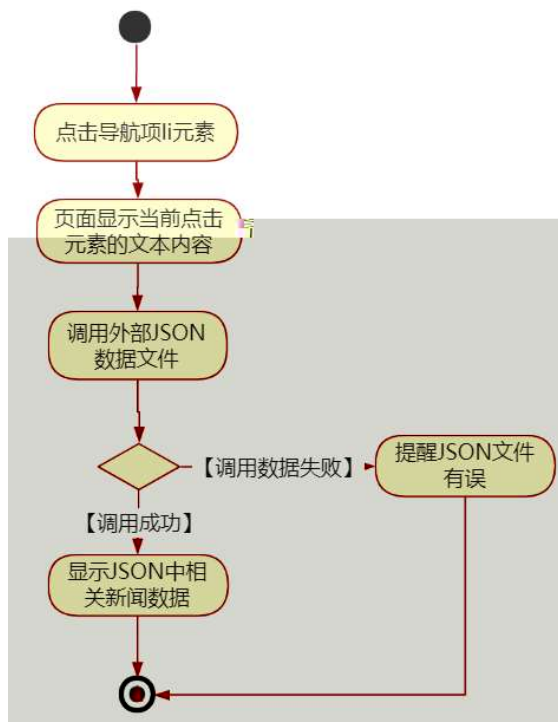 点击导航项li元素
页面显示当前点击
元素的文本内容
调用外部JSON
数据文件
【调用数据失败】
提醒JSON文件
有误
【调用成功】
显示JSON中相
关新闻数据